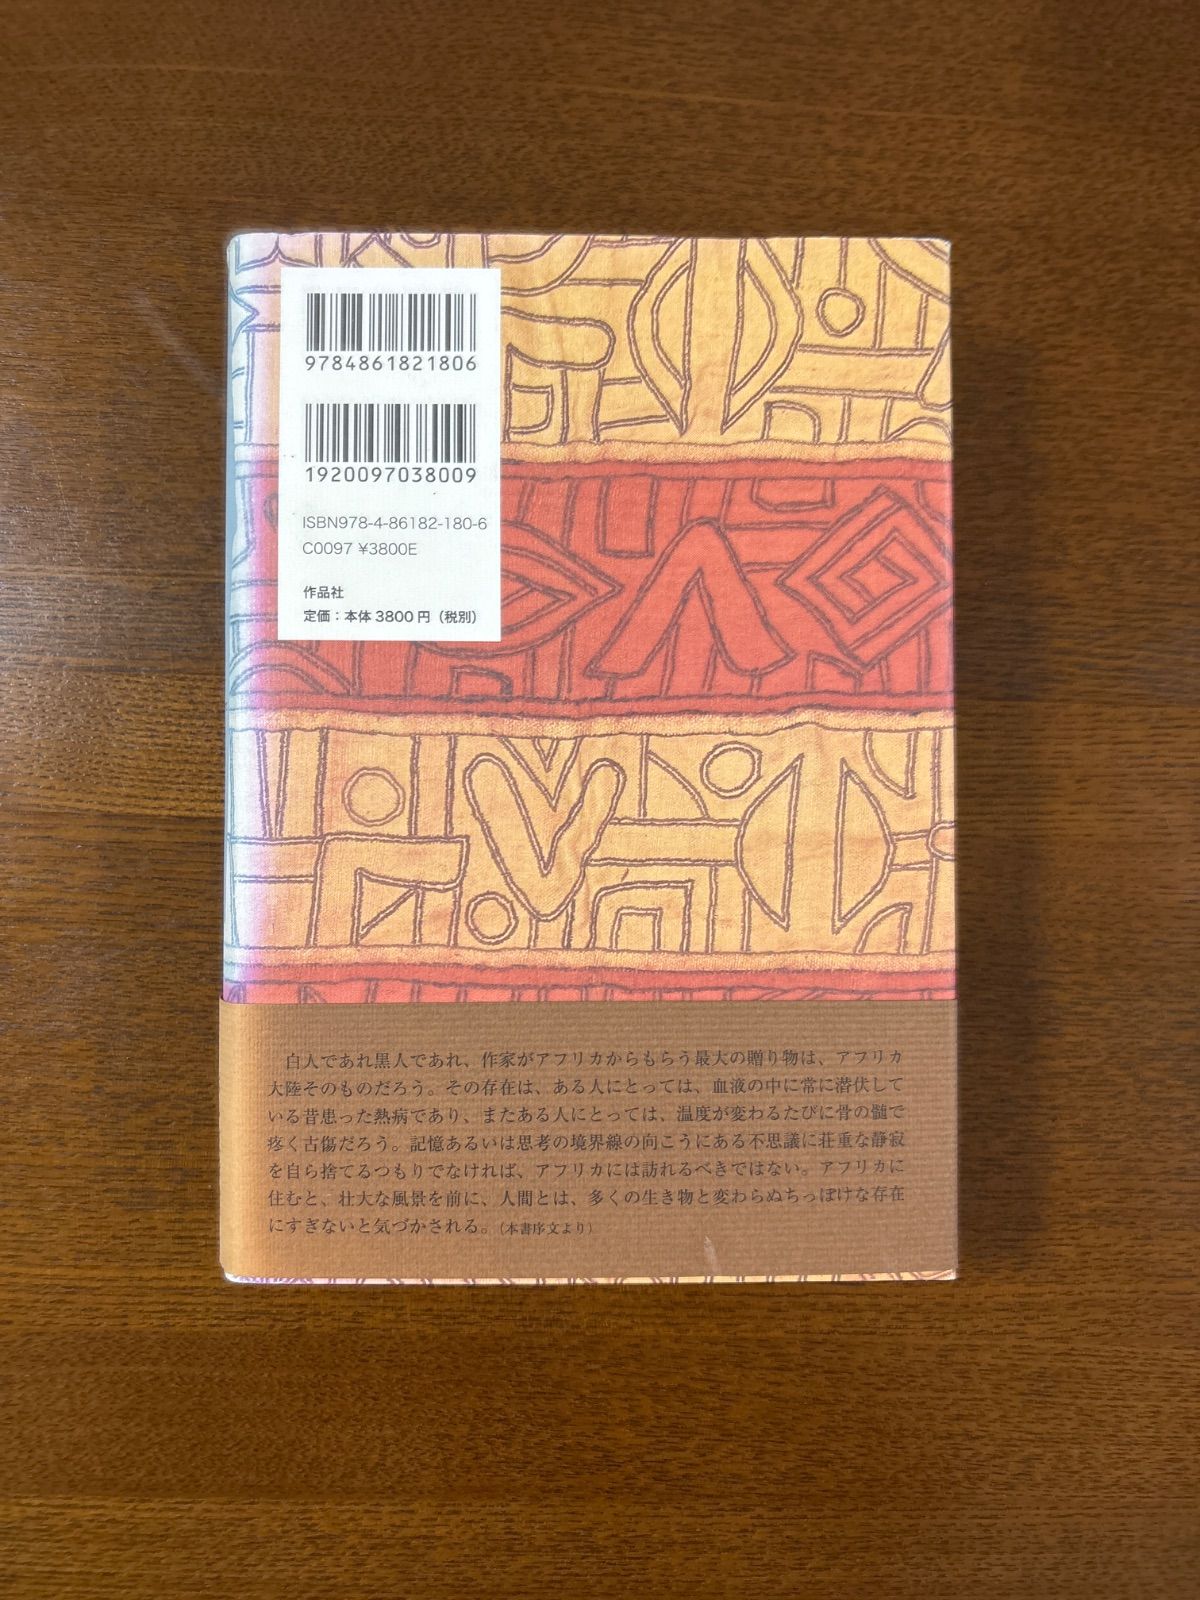 9784861821806
1920097038009
ISBN978-4-86182-180-6
C0097 ¥3800E
作品社
定価：本体3800円（税別）
白人であれ黒人であれ、作家がアフリカからもらう最大の贈り物は、アフリカ
大陸そのものだろう。その存在は、ある人にとっては、血液の中に常に潜伏して
いる昔患った熱病であり、またある人にとっては、温度が変わるたびに骨の髄で
疼く古傷だろう。記憶あるいは思考の境界線の向こうにある不思議に荘重な静寂
を自ら捨てるつもりでなければ、アフリカには訪れるべきではない。アフリカに
住むと、壮大な風景を前に、人間とは、多くの生き物と変わらぬちっぽけな存在
にすぎないと気づかされる。（本書序文より）